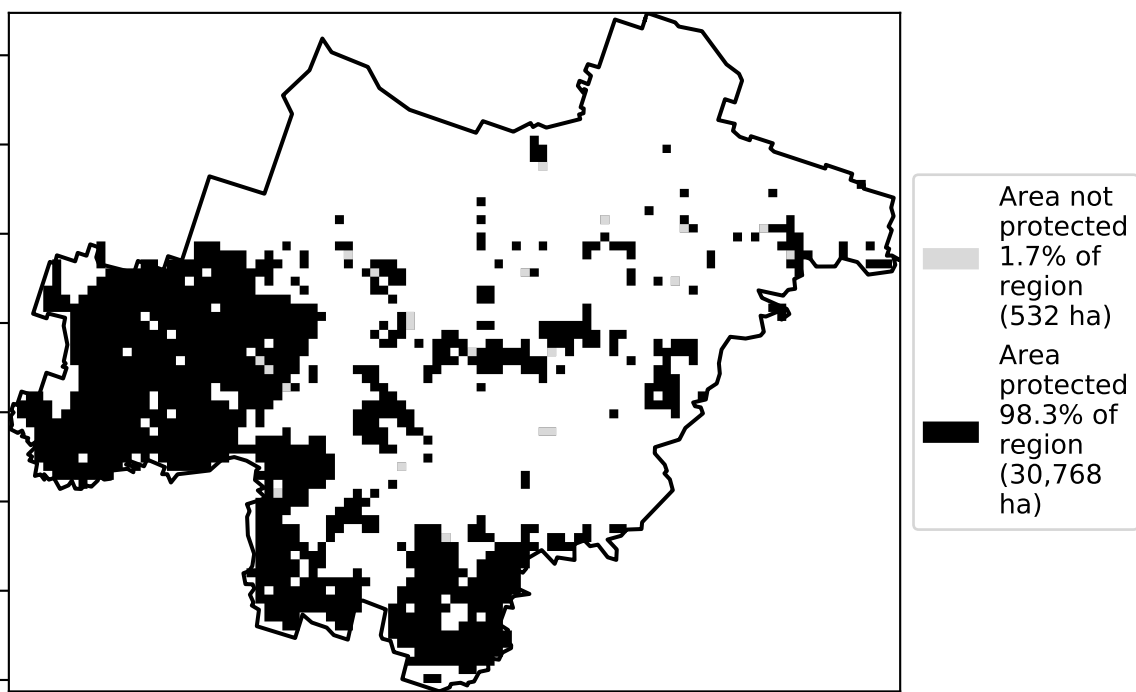 Area not
protected
1.7% of
region
(532 ha)
Area
protected
98.3% of
region
(30,768
ha)